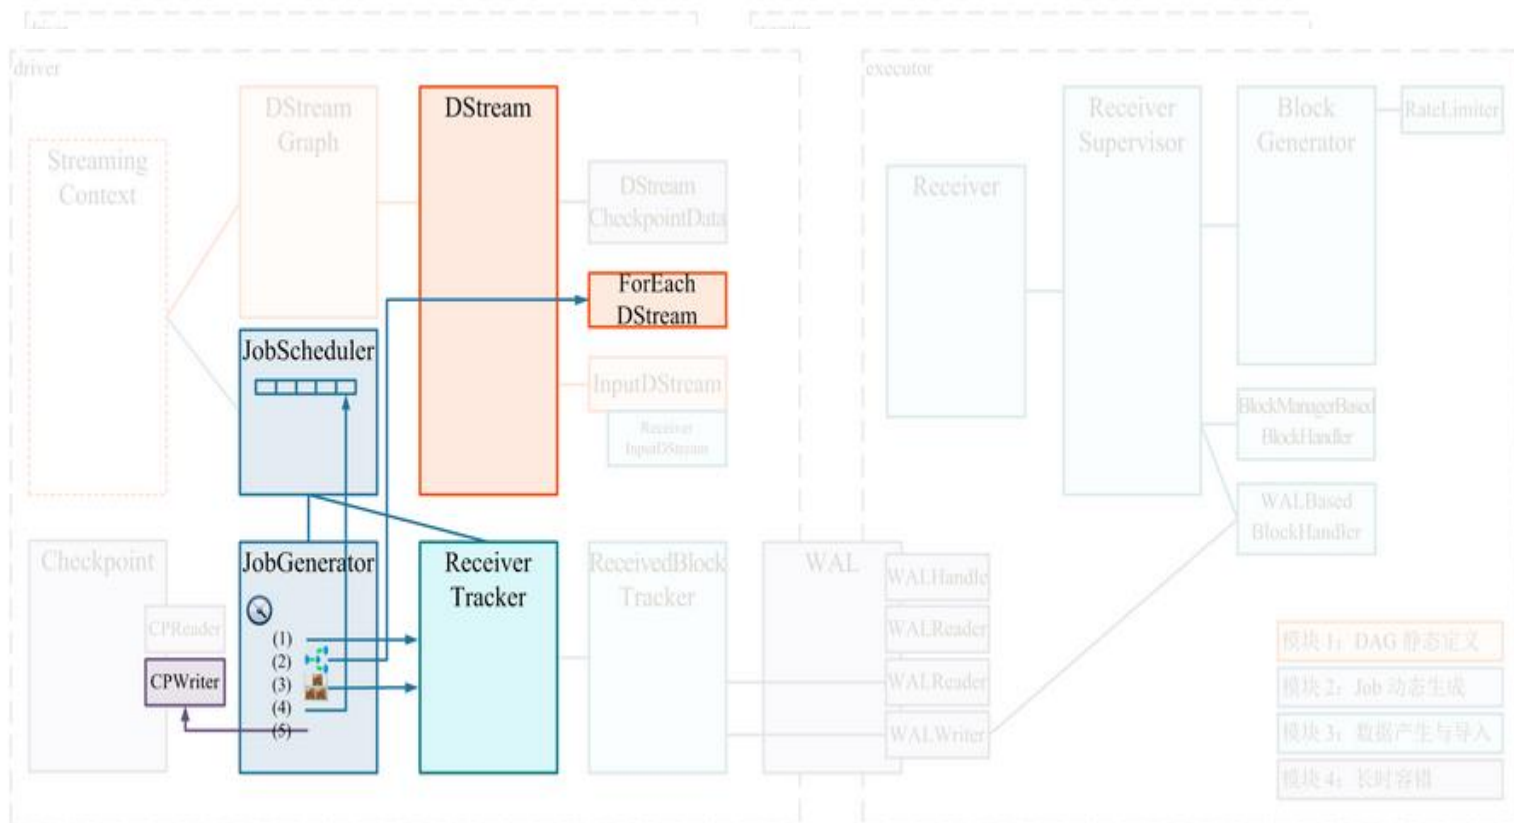 driver
executor
DStream
Graph
DStream
Streaming
Context
DStream
CheckpointData
ForEach
DStream
JobScheduler
InputDStream
Receiver
InputDStream
Receiver
Receiver
Supervisor
Block
Generator
RateLimiter
BlockManagerBased
BlockHandler
WALBased
BlockHandler
Checkpoint
CPReader
CPWriter
JobGenerator
(1)
(2)
(3)
(4)
(5)
Receiver
Tracker
ReceivedBlock
Tracker
WAL
WALHandle
WALReader
WALReader
WALWriter
模块 1：DAG 静态定义
模块 2：Job 动态生成
模块 3：数据产生与导入
模块 4：长时容错